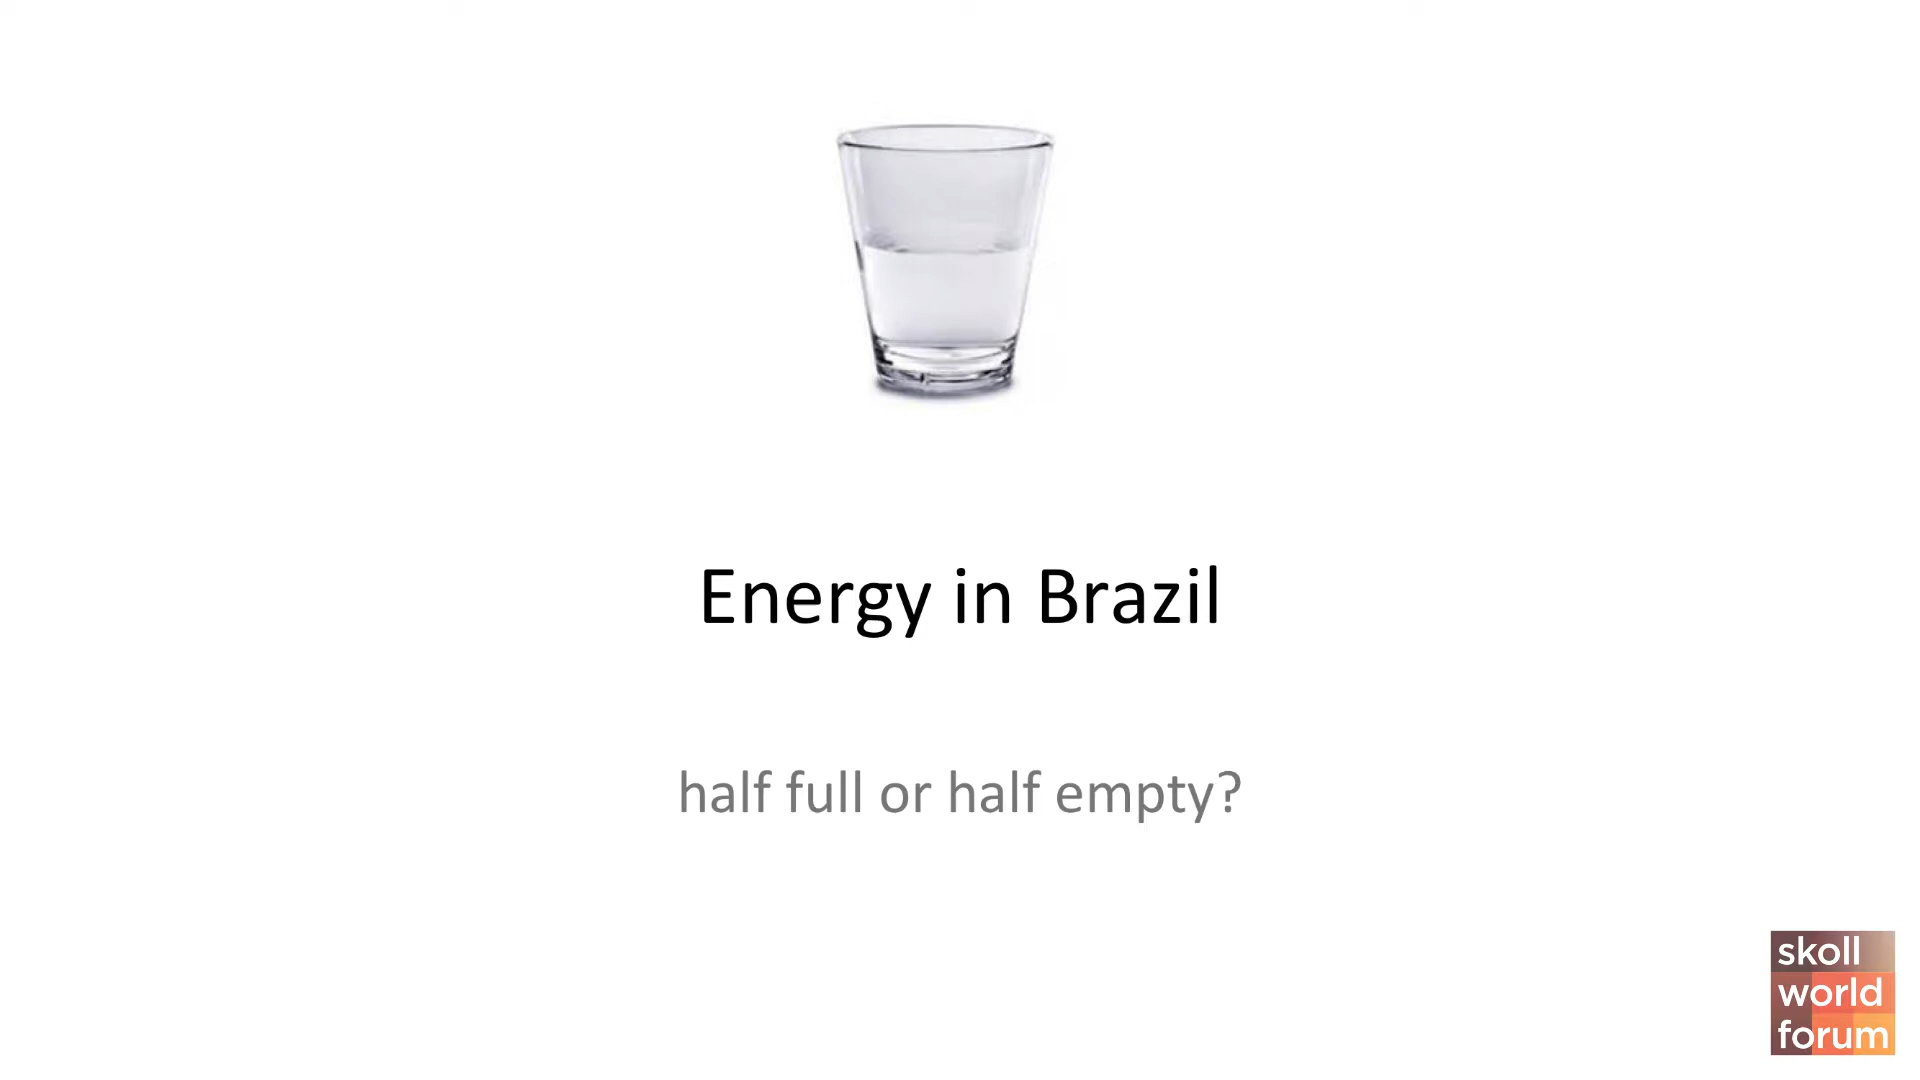 Energy in Brazil
half full or half empty?
skoll
world
forum